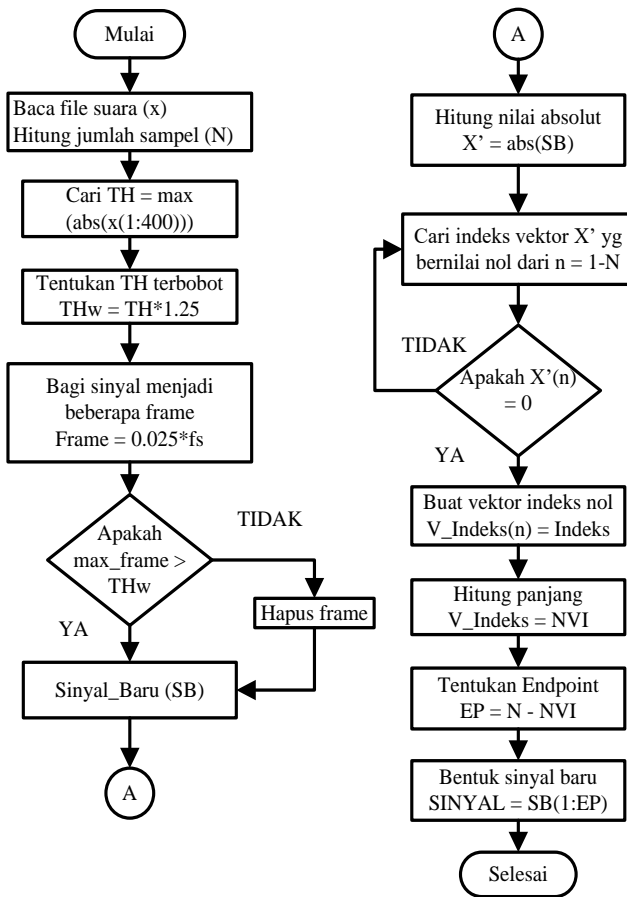 Mulai
Baca file suara (x)
Hitung jumlah sampel (N)
Cari TH = max
(abs(x(1:400)))
Tentukan TH terbobot
THw = TH*1.25
Bagi sinyal menjadi
beberapa frame
Frame = 0.025*fs
Apakah
max_frame >
THw
TIDAK
Hapus frame
YA
Sinyal_Baru (SB)
A
A
Hitung nilai absolut
X’ = abs(SB)
Cari indeks vektor X’ yg
bernilai nol dari n = 1-N
TIDAK
Apakah X’(n)
= 0
YA
Buat vektor indeks nol
V_Indeks(n) = Indeks
Hitung panjang
V_Indeks = NVI
Tentukan Endpoint
EP = N - NVI
Bentuk sinyal baru
SINYAL = SB(1:EP)
Selesai